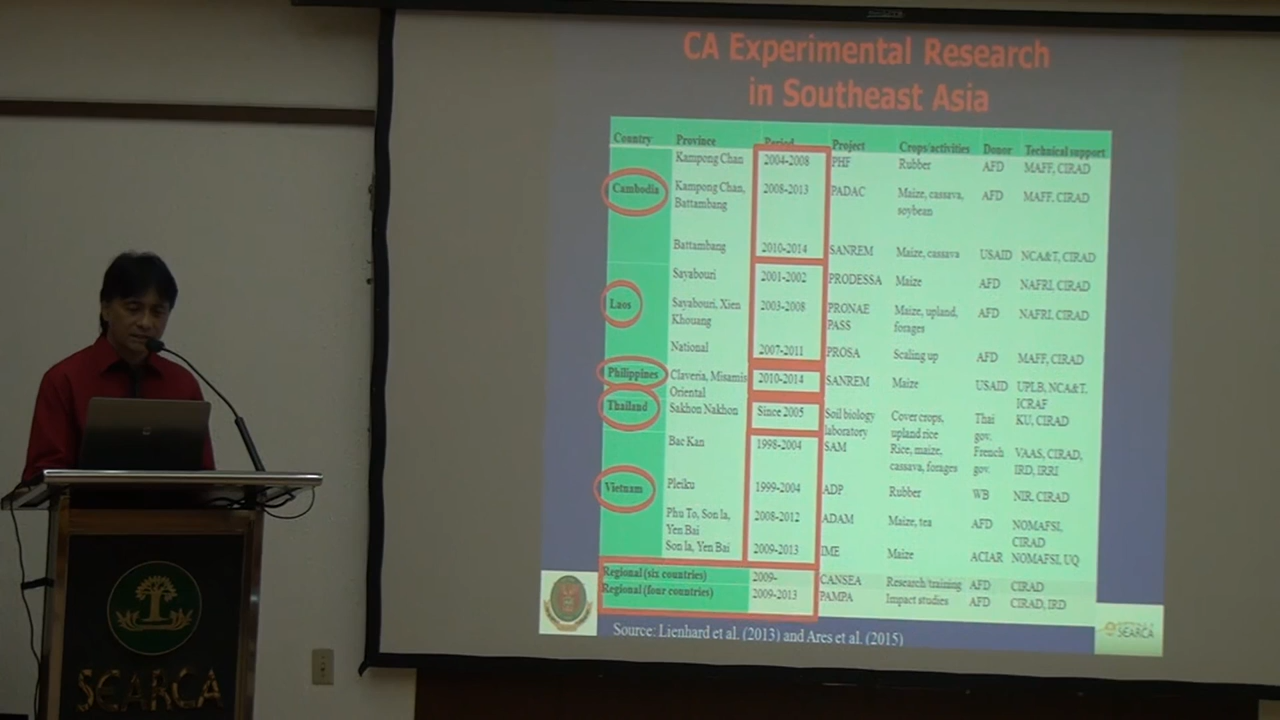 CA Experimental Research
in Southeast Asia
Country Province Period Project Crops/activities Donor Technical support
Kampong Chan 2004-2008 PHF Rubber AFD MAFF, CIRAD
Cambodia Kampong Chan, 2008-2013 PADAC Maize, cassava, AFD MAFF, CIRAD
Battambang soybean
Battambang 2010-2014 SANREM Maize, cassava USAID NCA&T, CIRAD
Sayabouri 2001-2002 PRODESSA Maize AFD NAFRI, CIRAD
Laos Sayabouri, Xien 2003-2008 PRONAE Maize, upland, AFD NAFRI, CIRAD
Khouang PASS forages
National 2007-2011 PROSA Scaling up AFD MAFF, CIRAD
Philippines Claveria, Misamis 2010-2014 SANREM Maize USAID UPLB, NCA&T,
Oriental ICRAF
Thailand Sakhon Nakhon Since 2005 Soil biology Cover crops, Thai KU, CIRAD
laboratory upland rice gov.
Bac Kan 1998-2004 SAM Rice, maize, French VAAS, CIRAD,
cassava, forages gov. IRD, IRRI
Vietnam Pleiku 1999-2004 ADP Rubber WB NIR, CIRAD
Phu To, Son la, 2008-2012 ADAM Maize, tea AFD NOMAFSI,
Yen Bai CIRAD
Son la, Yen Bai 2009-2013 IME Maize ACIAR NOMAFSI, UQ
Regional (six countries) 2009- CANSEA Research/training AFD CIRAD
Regional (four countries) 2009-2013 PAMPA Impact studies AFD CIRAD, IRD
Source: Lienhard et al. (2013) and Ares et al. (2015)
SEARCA
SEARCA